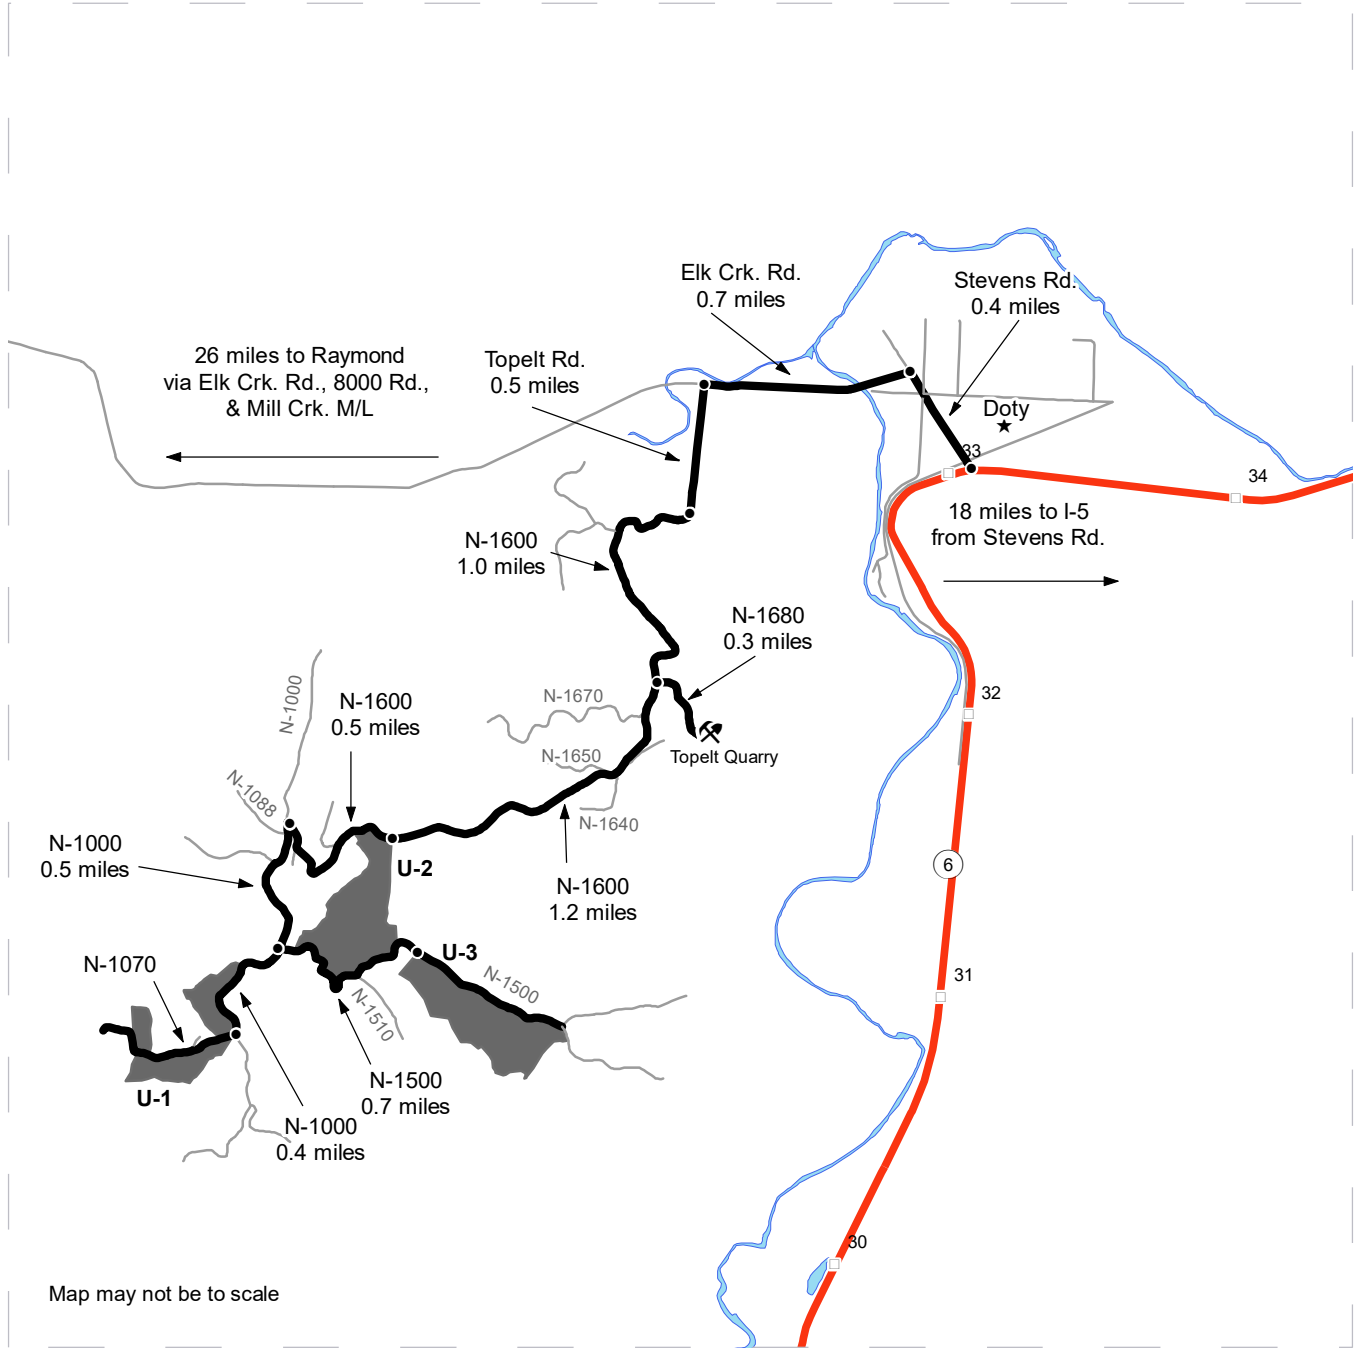 Elk Crk. Rd.
0.7 miles
Stevens Rd.
0.4 miles
26 miles to Raymond
via Elk Crk. Rd., 8000 Rd.,
& Mill Crk. M/L
Topelt Rd.
0.5 miles
Doty
33
34
18 miles to I-5
from Stevens Rd.
N-1600
1.0 miles
N-1680
0.3 miles
N-1000
N-1600
0.5 miles
N-1670
32
N-1650
Topelt Quarry
N-1088
N-1640
N-1000
0.5 miles
U-2
6
N-1600
1.2 miles
U-3
N-1070
N-1500
31
N-1510
U-1
N-1500
0.7 miles
N-1000
0.4 miles
30
Map may not be to scale